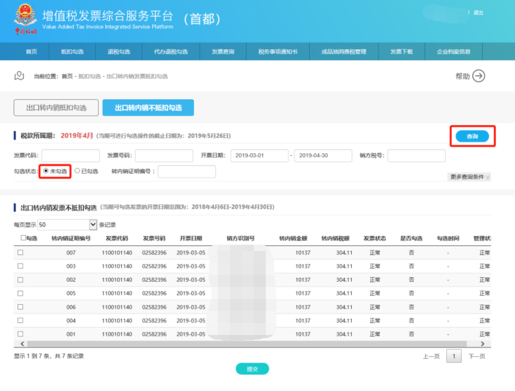 增值税发票综合服务平台 （首都）
Value Added Tax Invoice Integrated Service Platform
退出
首页 抵扣勾选 退税勾选 代办退税勾选 发票查询 税务事项通知书 成品油消费税管理 发票下载 企业档案信息
当前位置：首页 - 抵扣勾选 - 出口转内销发票抵扣勾选
帮助
出口转内销抵扣勾选 出口转内销不抵扣勾选
税款所属期： 2019年4月 (当期可进行勾选操作的截止日期为：2019年5月26日)
查询
发票代码： 发票号码： 开票日期： 2019-03-01 - 2019-04-30 销方税号：
勾选状态： 未勾选 已勾选 转内销证明编号：
更多查询条件
出口转内销发票不抵扣勾选 (当期可勾选发票的开票日期范围为：2018年4月6日-2019年4月30日)
每页显示 50 条记录
勾选 转内销证明编号 发票代码 发票号码 开票日期 销方识别号 转内销金额 转内销税额 发票状态 是否勾选 勾选时间 管理状
007 1100101140 02582396 2019-03-05 10137 304.11 正常 否 - 正常
002 1100101140 02582396 2019-03-05 10137 304.11 正常 否 - 正常
003 1100101140 02582396 2019-03-05 10137 304.11 正常 否 - 正常
005 1100101140 02582396 2019-03-05 10137 304.11 正常 否 - 正常
006 1100101140 02582396 2019-03-05 10137 304.11 正常 否 - 正常
004 1100101140 02582396 2019-03-05 10137 304.11 正常 否 - 正常
001 1100101140 02582396 2019-03-05 10137 304.11 正常 否 - 正常
显示 1 到 7 条，共 7 条记录
上一页 1 下一页
提交